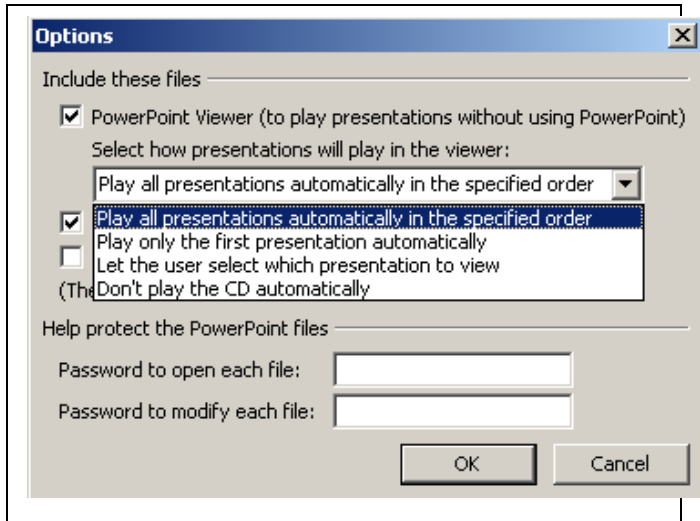 Options
Include these files
PowerPoint Viewer (to play presentations without using PowerPoint)
Select how presentations will play in the viewer:
Play all presentations automatically in the specified order
Play all presentations automatically in the specified order
Play only the first presentation automatically
Let the user select which presentation to view
(The Don't play the CD automatically
Help protect the PowerPoint files
Password to open each file:
Password to modify each file:
OK Cancel